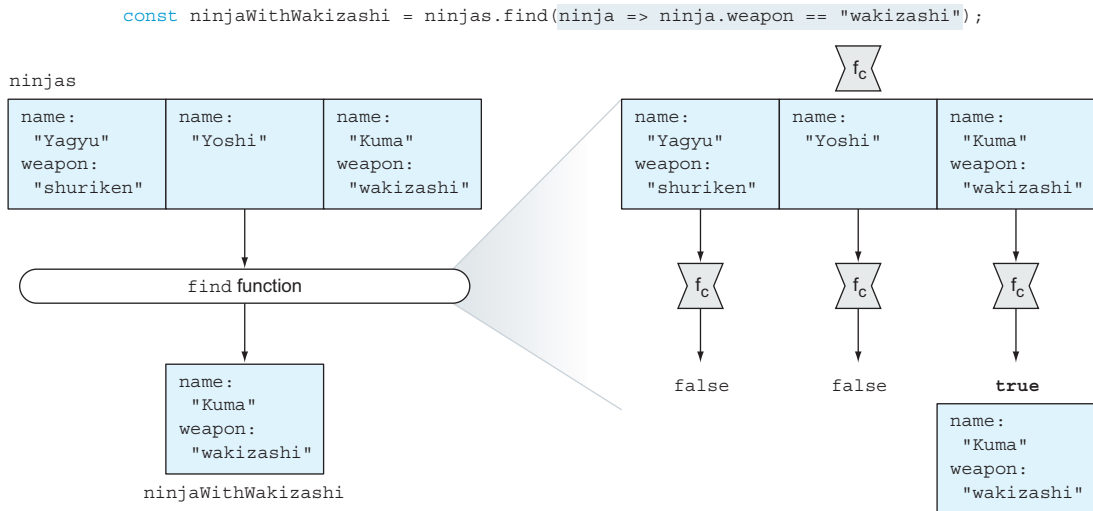 const ninjaWithWakizashi = ninjas.find(ninja => ninja.weapon == "wakizashi");
fc
ninjas
name:
"Yagyu"
weapon:
"shuriken"
name:
"Yoshi"
name:
"Kuma"
weapon:
"wakizashi"
find function
name:
"Kuma"
weapon:
"wakizashi"
ninjaWithWakizashi
name:
"Yagyu"
weapon:
"shuriken"
name:
"Yoshi"
name:
"Kuma"
weapon:
"wakizashi"
fc
fc
fc
false
false
true
name:
"Kuma"
weapon:
"wakizashi"